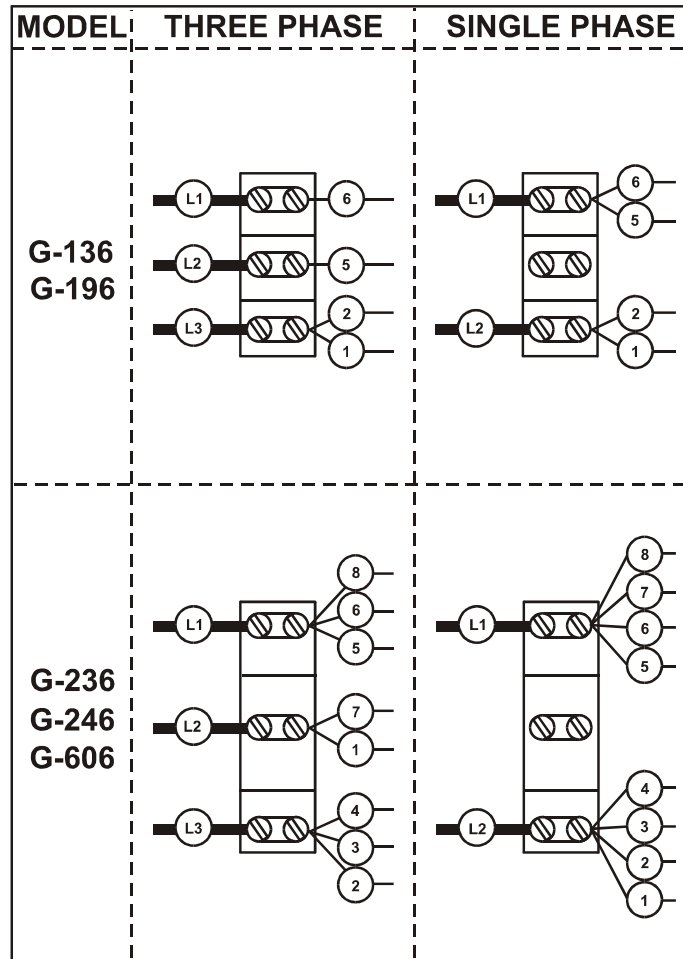 MODEL THREE PHASE SINGLE PHASE
G-136
G-196
L1 6
L2 5
L3 2
1
L1 6
5
L2 2
1
G-236
G-246
G-606
L1 8
6
5
L2 7
1
L3 4
3
2
L1 8
7
6
5
L2 4
3
2
1